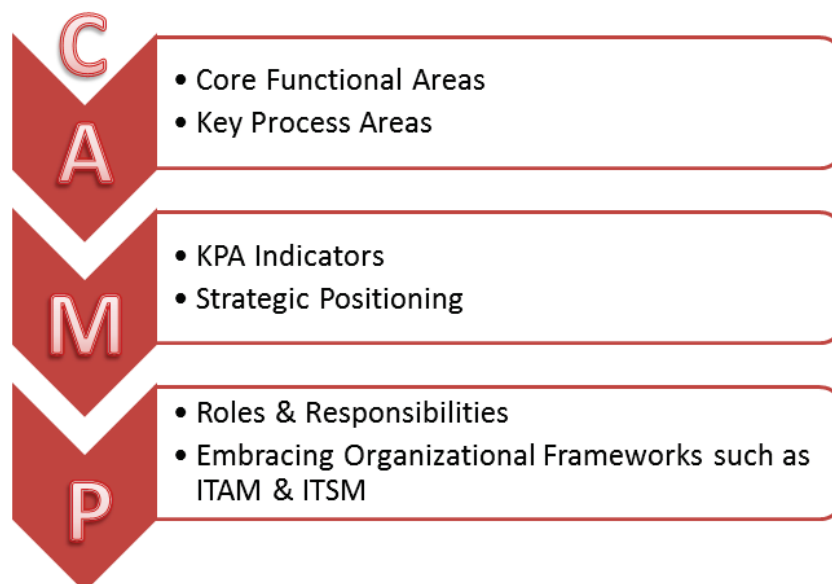 C
• Core Functional Areas
• Key Process Areas
A
• KPA Indicators
• Strategic Positioning
M
• Roles & Responsibilities
• Embracing Organizational Frameworks such as
ITAM & ITSM
P